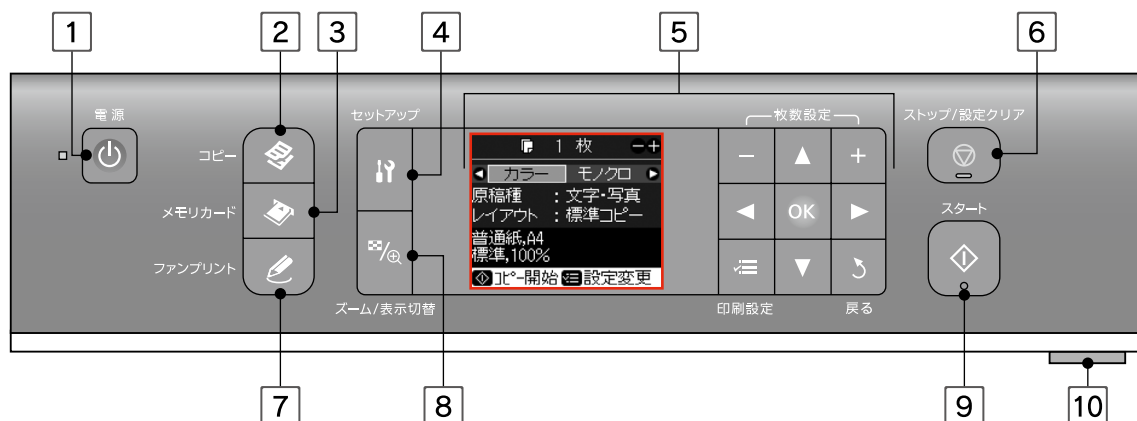 1
2
3
4
5
6
電源
コピー
メモリカード
ファンプリント
セットアップ
ズーム/表示切替
1 枚 -+
カラー モノクロ
原稿種 :文字・写真
レイアウト :標準コピー
普通紙,A4
標準,100%
コピー開始 設定変更
枚数設定
- +
OK
印刷設定 戻る
ストップ/設定クリア
スタート
7
8
9
10